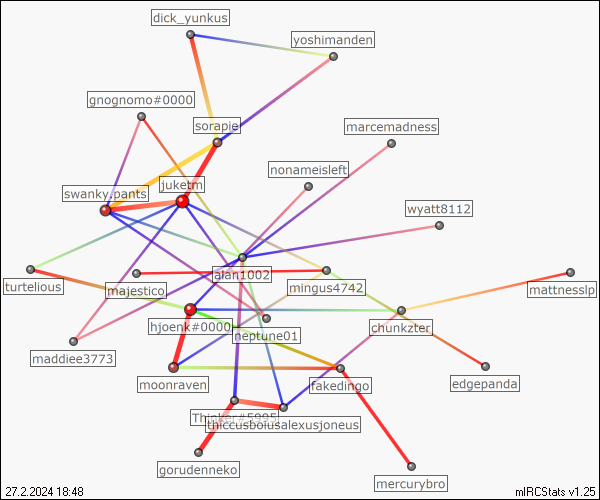 dick_yunkus
yoshimanden
gnognomo#0000
sorapie
marcemadness
nonameisleft
juketm
swanky.pants
wyatt8112
alan1002
turtelious
majestico
mingus4742
mattnesslp
hjoenk#0000
neptune01
chunkzter
maddiee3773
moonraven
fakedingo
edgepanda
Thinker#5995
thiccusboiusalexusjoneus
gorudenneko
mercurybro
27.2.2024 18:48
mIRCStats v1.25